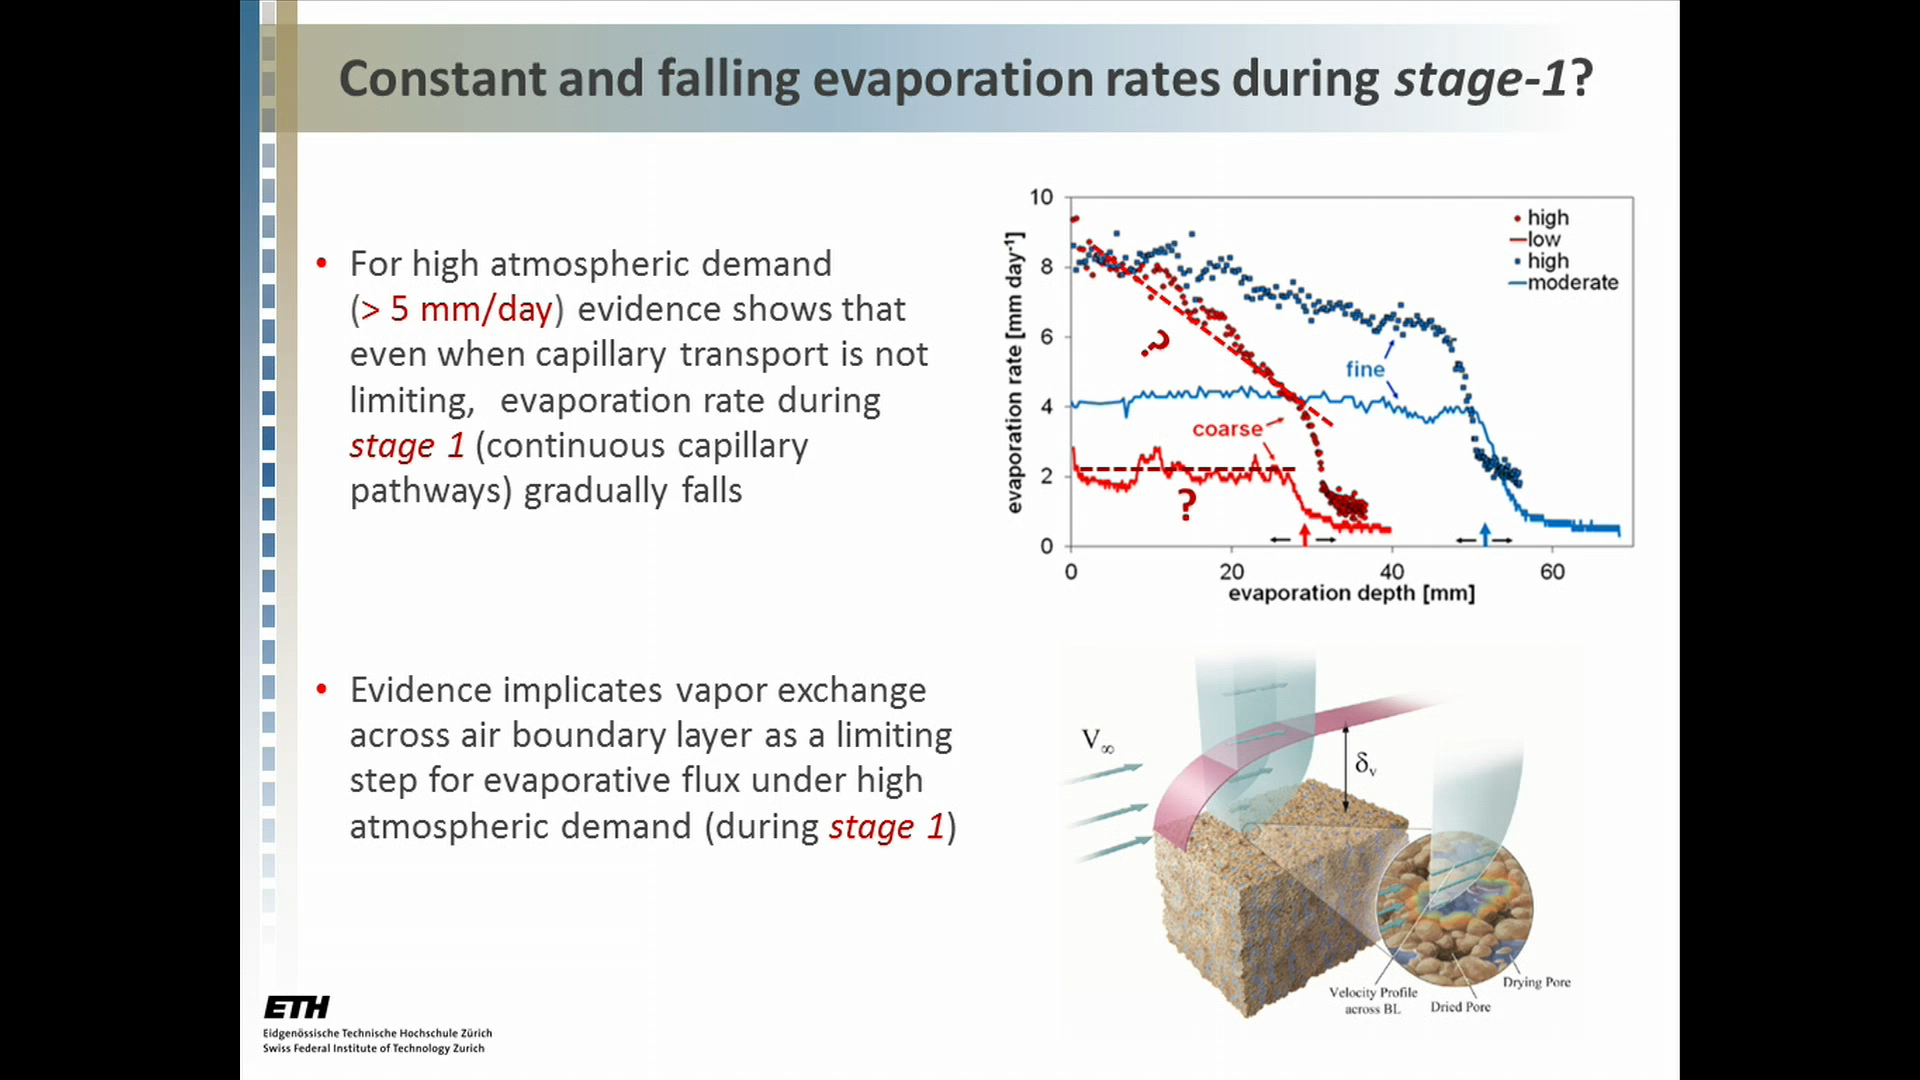 Constant and falling evaporation rates during stage-1?
• For high atmospheric demand
(> 5 mm/day) evidence shows that
even when capillary transport is not
limiting, evaporation rate during
stage 1 (continuous capillary
pathways) gradually falls
• Evidence implicates vapor exchange
across air boundary layer as a limiting
step for evaporative flux under high
atmospheric demand (during stage 1)
evaporation rate [mm day⁻¹]
10
8
6
4
2
0
high
low
high
moderate
?
fine
coarse
?
0 20 40 60
evaporation depth [mm]
V∞
δv
Velocity Profile
across BL
Dried Pore
Drying Pore
ETH
Eidgenössische Technische Hochschule Zürich
Swiss Federal Institute of Technology Zurich